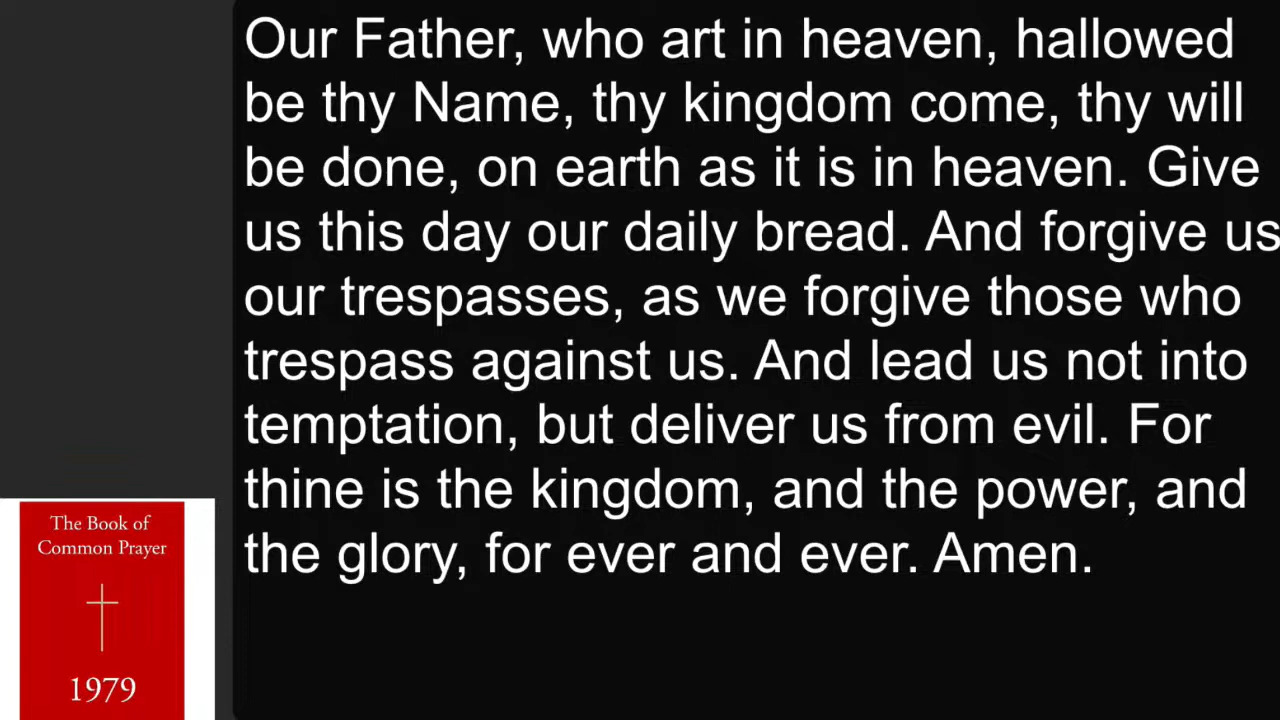 Our Father, who art in heaven, hallowed
be thy Name, thy kingdom come, thy will
be done, on earth as it is in heaven. Give
us this day our daily bread. And forgive us
our trespasses, as we forgive those who
trespass against us. And lead us not into
temptation, but deliver us from evil. For
thine is the kingdom, and the power, and
the glory, for ever and ever. Amen.
The Book of
Common Prayer
1979